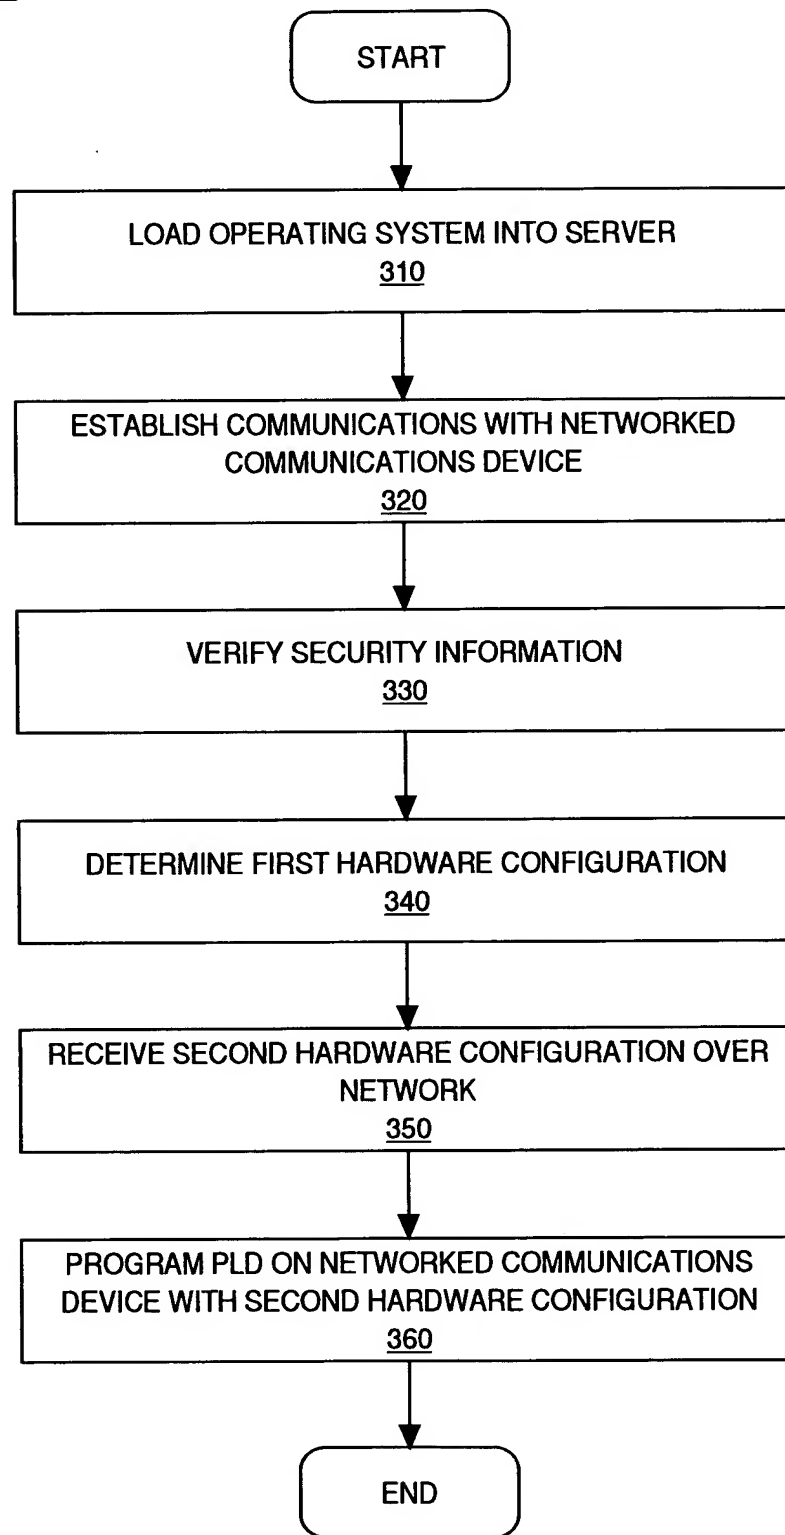 START
LOAD OPERATING SYSTEM INTO SERVER
310
ESTABLISH COMMUNICATIONS WITH NETWORKED
COMMUNICATIONS DEVICE
320
VERIFY SECURITY INFORMATION
330
DETERMINE FIRST HARDWARE CONFIGURATION
340
RECEIVE SECOND HARDWARE CONFIGURATION OVER
NETWORK
350
PROGRAM PLD ON NETWORKED COMMUNICATIONS
DEVICE WITH SECOND HARDWARE CONFIGURATION
360
END